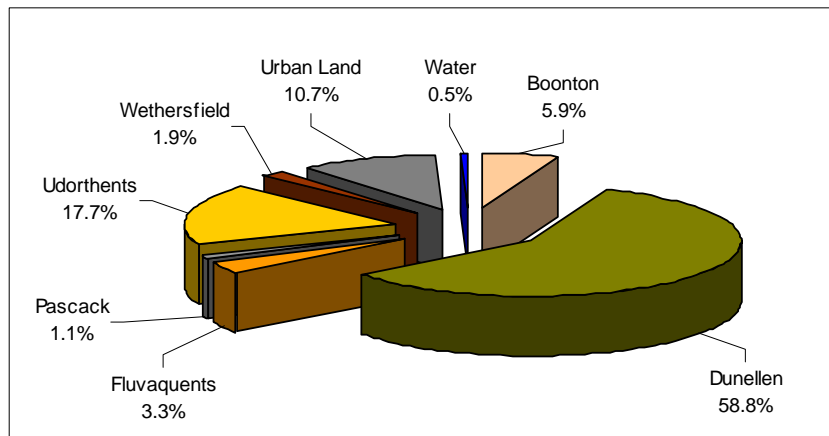 Urban Land
10.7%
Water
0.5%
Boonton
5.9%
Wethersfield
1.9%
Udorthents
17.7%
Pascack
1.1%
Fluvaquents
3.3%
Dunellen
58.8%